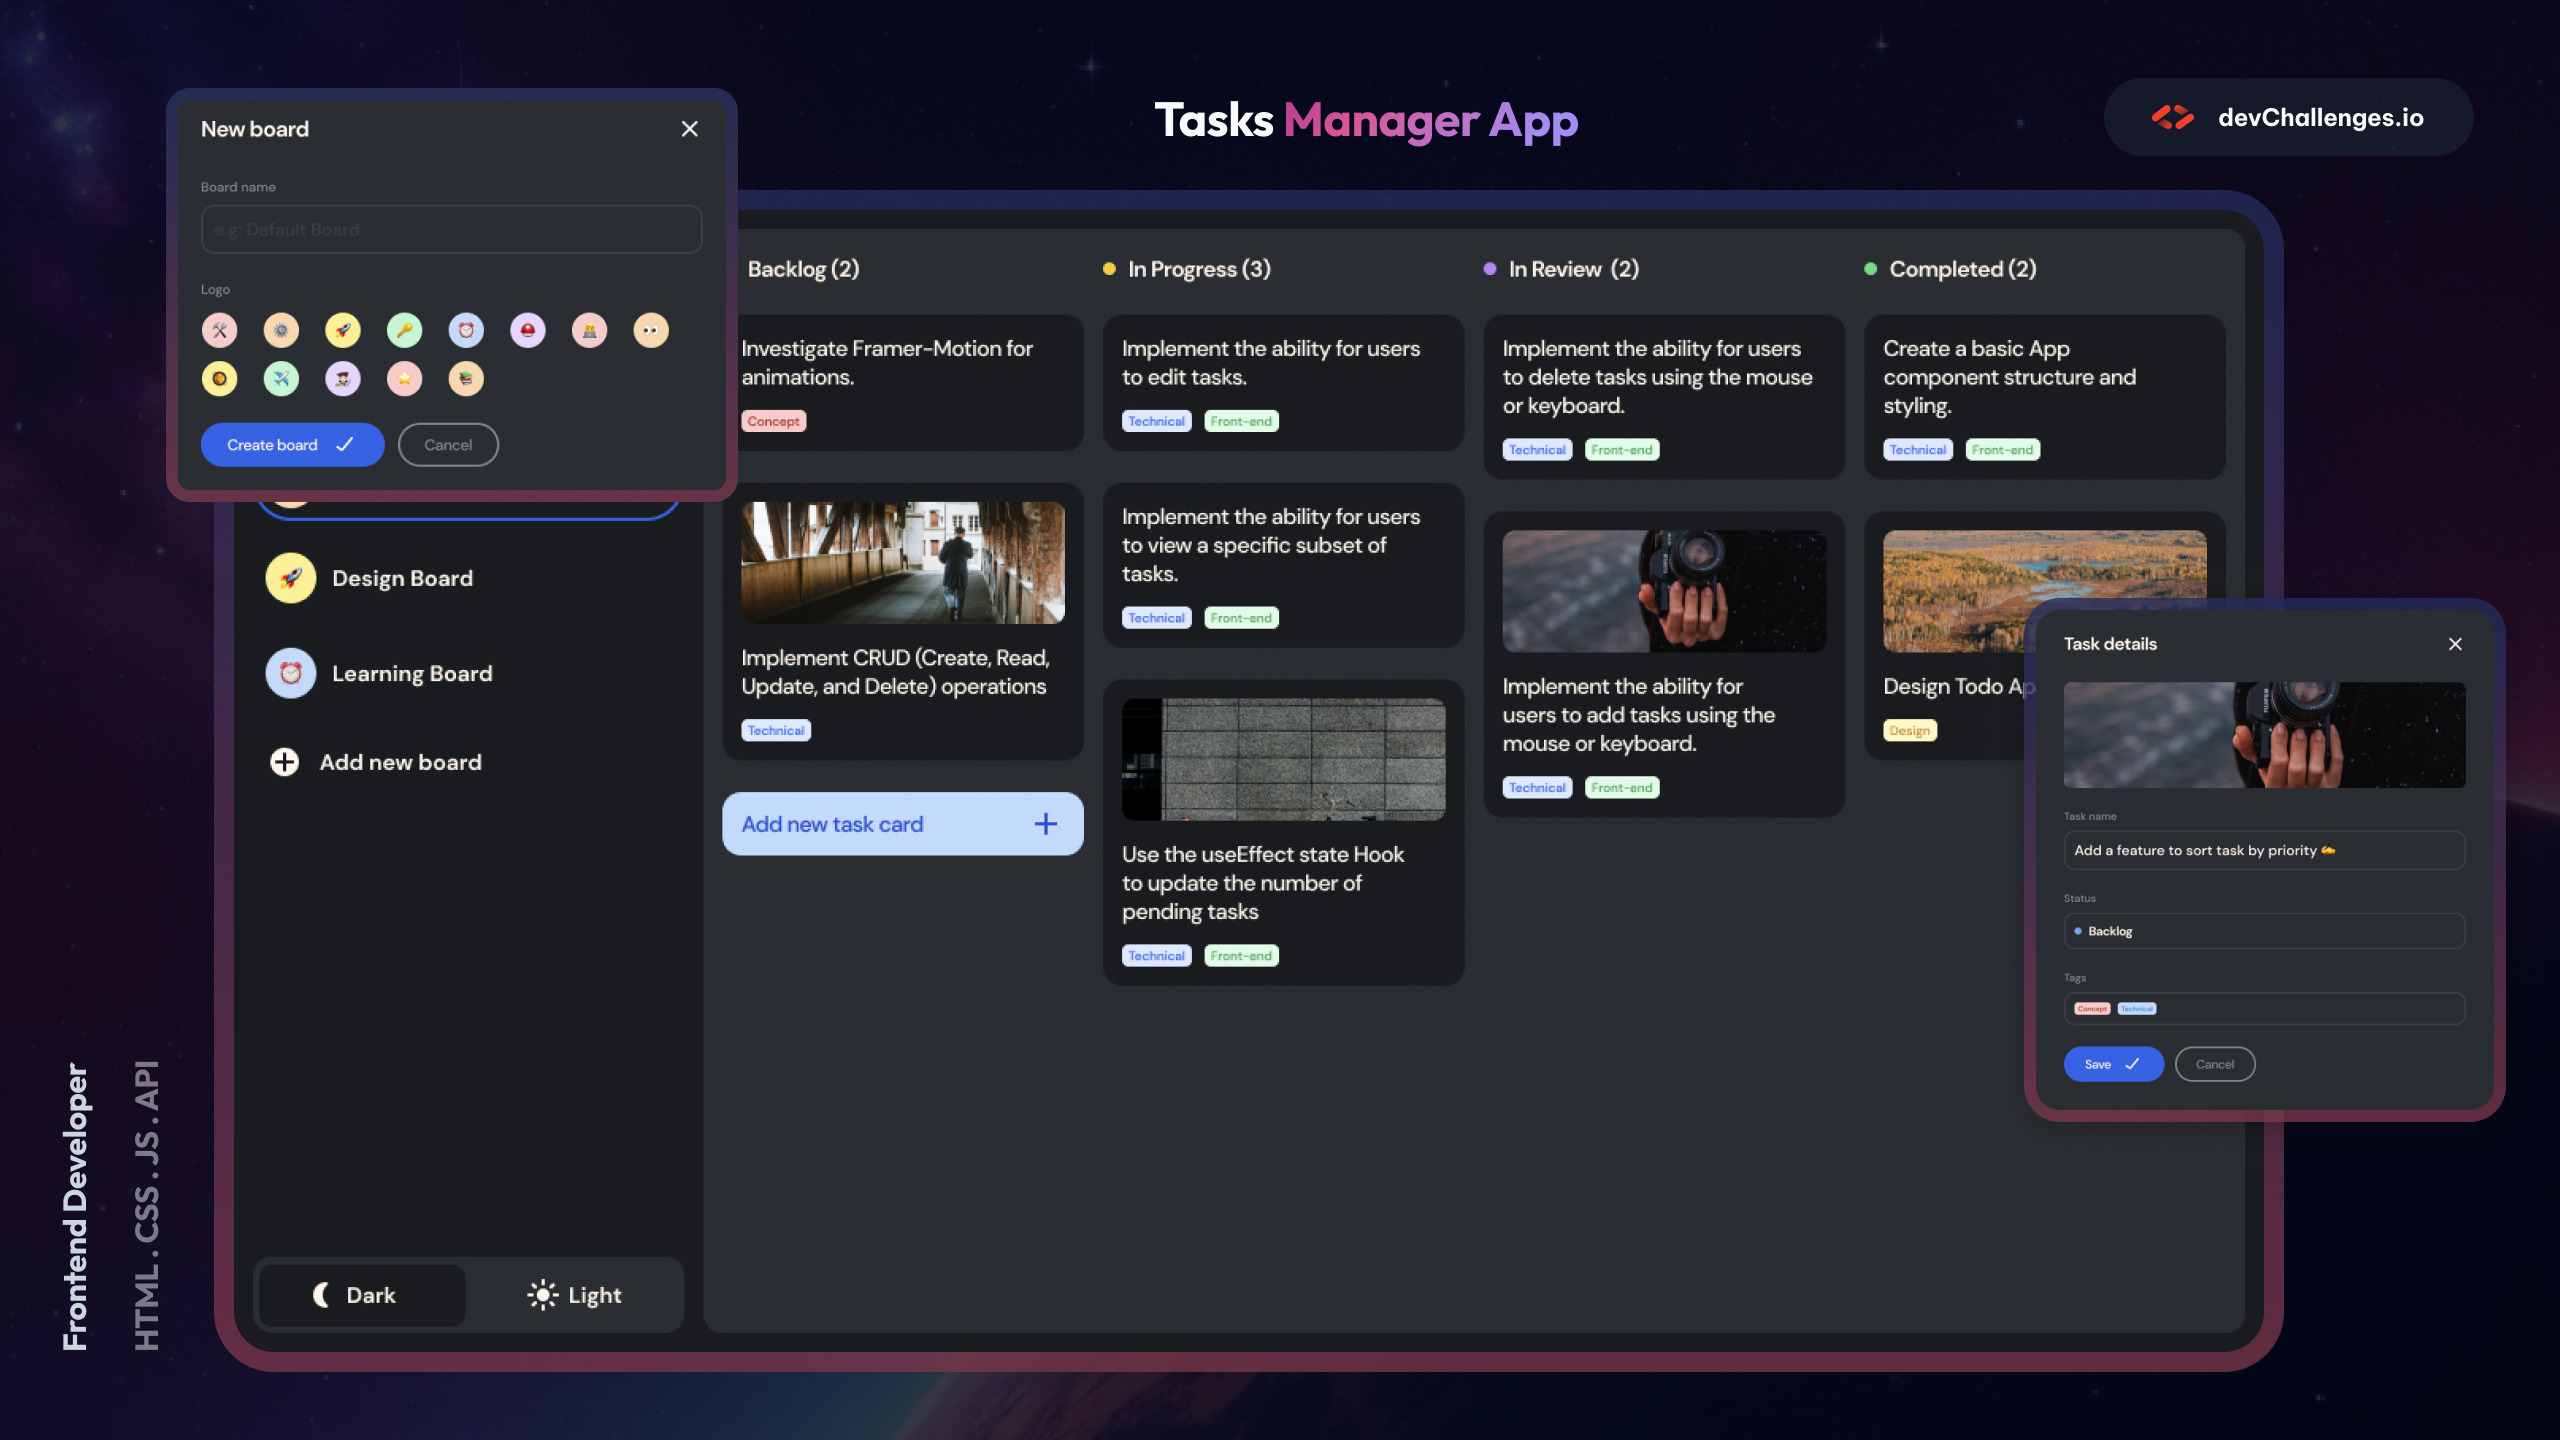 Tasks Manager App
devChallenges.io
New board
Board name
e.g: Default Board
Logo
Create board
Cancel
Design Board
Learning Board
Add new board
Dark
Light
Backlog (2)
Investigate Framer-Motion for
animations.
Concept
Implement CRUD (Create, Read,
Update, and Delete) operations
Technical
Add new task card
In Progress (3)
Implement the ability for users
to edit tasks.
Technical Front-end
Implement the ability for users
to view a specific subset of
tasks.
Technical Front-end
Use the useEffect state Hook
to update the number of
pending tasks
Technical Front-end
In Review (2)
Implement the ability for users
to delete tasks using the mouse
or keyboard.
Technical Front-end
Implement the ability for
users to add tasks using the
mouse or keyboard.
Technical Front-end
Completed (2)
Create a basic App
component structure and
styling.
Technical Front-end
Design Todo Ap
Design
Task details
Task name
Add a feature to sort task by priority ✍️
Status
Backlog
Tags
Concept Technical
Save
Cancel
Frontend Developer
HTML . CSS . JS . API